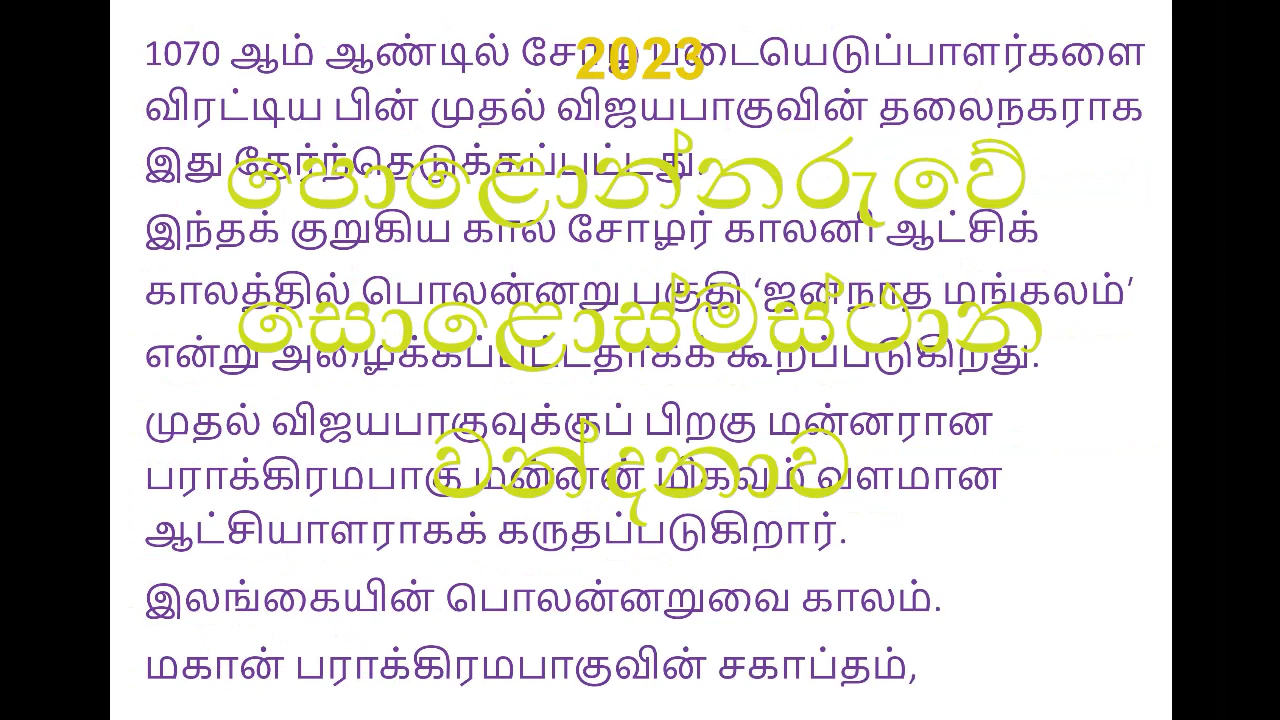 2023
පොළොන්නරුවේ
සොළොස්මස්ථාන
වන්දනාව
1070 ஆம் ஆண்டில் சோழ படையெடுப்பாளர்களை
விரட்டிய பின் முதல் விஜயபாகுவின் தலைநகராக
இது தேர்ந்தெடுக்கப்பட்டது.
இந்தக் குறுகிய கால சோழர் காலனி ஆட்சிக்
காலத்தில் பொலன்னறு பகுதி ‘ஜனநாத மங்கலம்’
என்று அழைக்கப்பட்டதாகக் கூறப்படுகிறது.
முதல் விஜயபாகுவுக்குப் பிறகு மன்னரான
பராக்கிரமபாகு மன்னன் மிகவும் வளமான
ஆட்சியாளராகக் கருதப்படுகிறார்.
இலங்கையின் பொலன்னறுவை காலம்.
மகான் பராக்கிரமபாகுவின் சகாப்தம்,